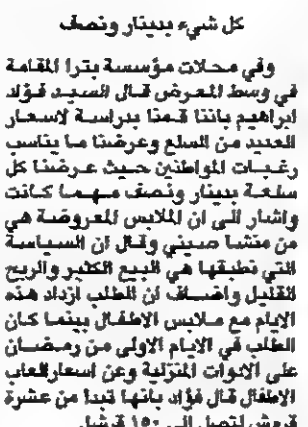 كل شيء بدينار ونصف
وفي محلات مؤسسة بترا المقامة
في وسط المعرض قال السيد فؤاد
ابراهيم باننا قمنا بدراسة لاسعار
العديد من السلع وعرضنا ما يناسب
رغبات المواطنين حيث عرضنا كل
سلعة بدينار ونصف مهما كانت
واشار الى ان الملابس المعروضة هي
من منشا صيني وقال ان السياسة
التي نطبقها هي البيع الكثير والربح
القليل واضاف ان الطلب ازداد هذه
الايام مع ملابس الاطفال بينما كان
الطلب في الايام الاولى من رمضان
على الادوات المنزلية وعن اسعار العاب
الاطفال قال فؤاد بانها تبدا من عشرة
قروش لتصل الى ١٥٠ قرشا.